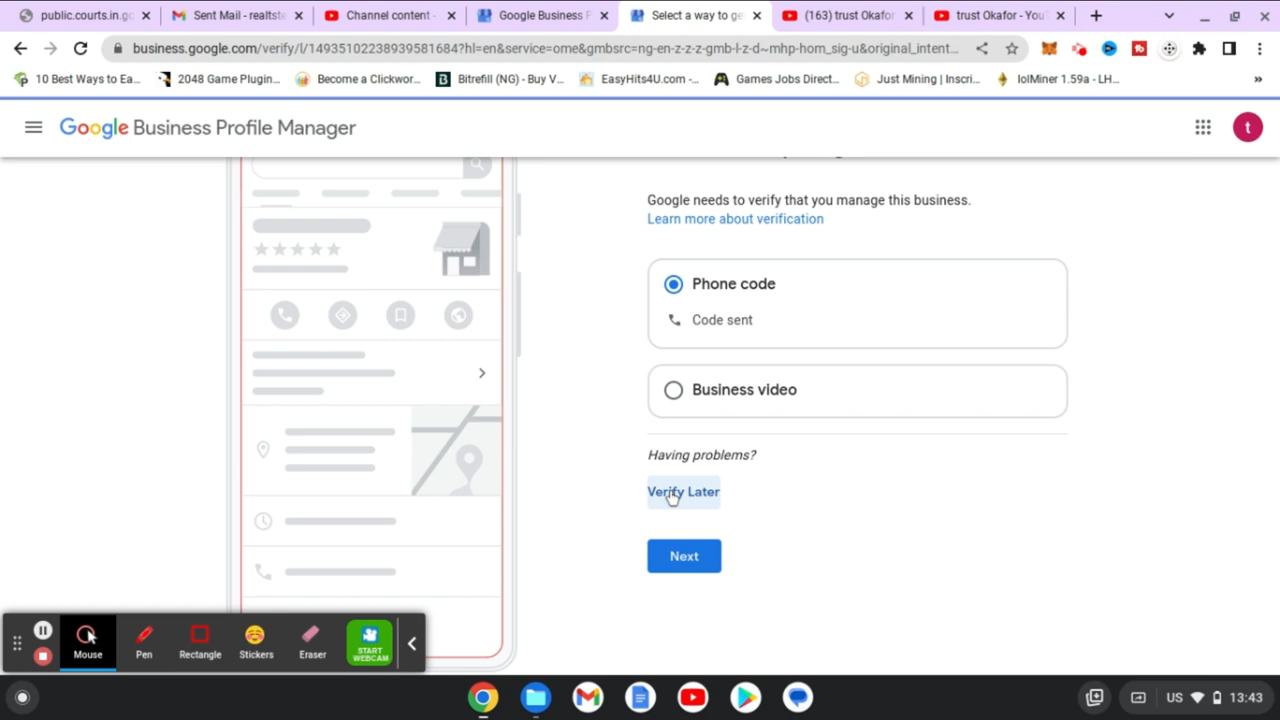 public.courts.in.go
Sent Mail - realtste
Channel content -
Google Business P
Select a way to ge
(163) trust Okafor
trust Okafor - You
business.google.com/verify/l/14935102238939581684?hl=en&service=ome&gmbsrc=ng-en-z-z-z-gmb-l-z-d~mhp-hom_sig-u&original_intent...
10 Best Ways to Ea...
2048 Game Plugin...
Become a Clickwor...
Bitrefill (NG) - Buy V...
EasyHits4U.com -...
Games Jobs Direct...
Just Mining | Inscri...
lolMiner 1.59a - LH...
»
Google Business Profile Manager
t
Google needs to verify that you manage this business.
Learn more about verification
Phone code
Code sent
Business video
Having problems?
Verify Later
Next
Mouse
Pen
Rectangle
Stickers
Eraser
START
WEBCAM
US
13:43